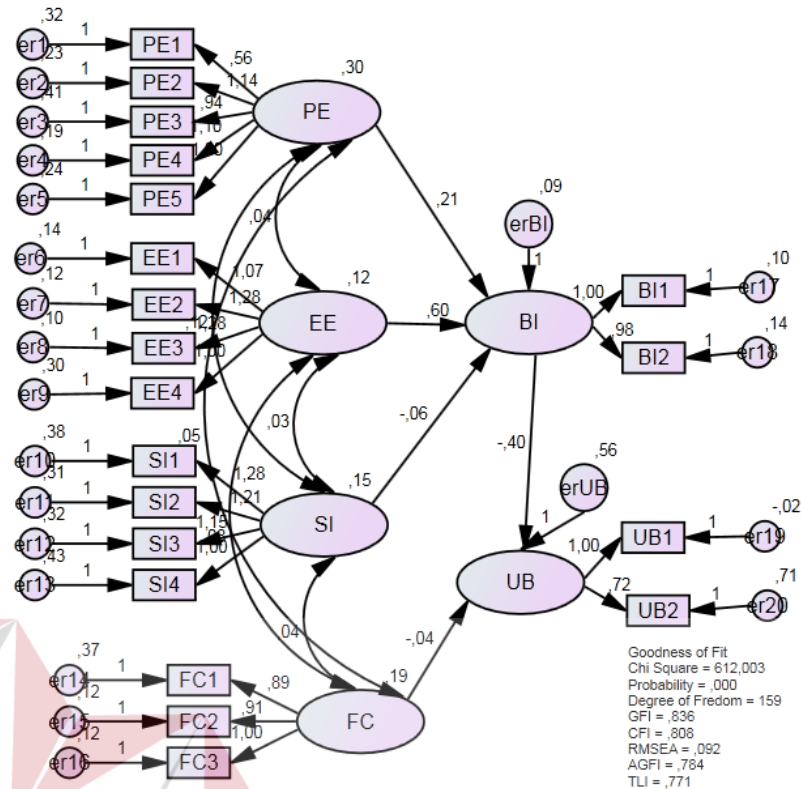 ,32
er1
1
PE1
,23
er2
1
PE2
,41
er3
1
PE3
,19
er4
1
PE4
,24
er5
1
PE5
,56
1,14
,94
1,10
,30
PE
,04
,21
,14
er6
1
EE1
,12
er7
1
EE2
,10
er8
1
EE3
,30
er9
1
EE4
1,07
1,28
1,28
1,00
,12
EE
,60
,09
erBI
1
BI
1,00
,98
BI1
1
,10
er17
BI2
1
,14
er18
,03
-,06
-,40
,38
er10
1
SI1
,05
,31
er11
1
SI2
,32
er12
1
SI3
,43
er13
1
SI4
1,28
1,21
1,15
1,00
,15
SI
,56
erUB
1
UB
1,00
,72
UB1
1
-,02
er19
UB2
1
,71
er20
,04
-,04
,37
er14
1
FC1
,12
er15
1
FC2
,12
er16
1
FC3
,89
,91
1,00
,19
FC
Goodness of Fit
Chi Square = 612,003
Probability = ,000
Degree of Fredom = 159
GFI = ,836
CFI = ,808
RMSEA = ,092
AGFI = ,784
TLI = ,771